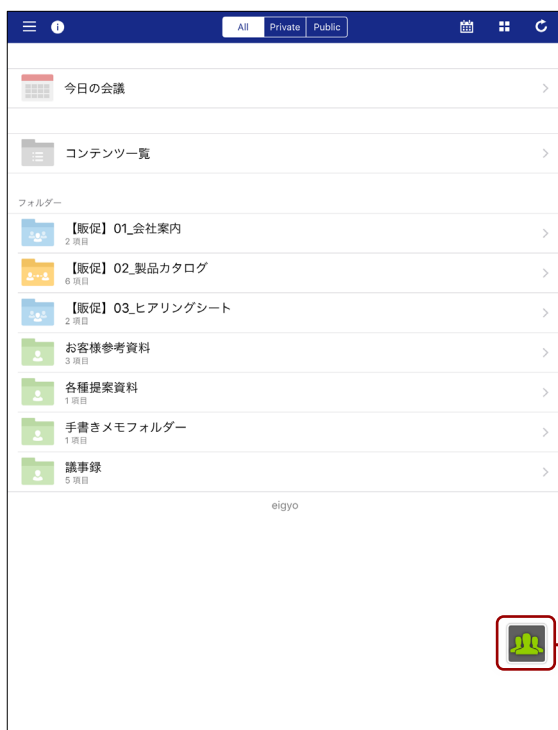 All Private Public
今日の会議
コンテンツ一覧
フォルダー
【販促】01_会社案内
2 項目
【販促】02_製品カタログ
6 項目
【販促】03_ヒアリングシート
2 項目
お客様参考資料
3 項目
各種提案資料
1 項目
手書きメモフォルダー
1 項目
議事録
5 項目
eigyo